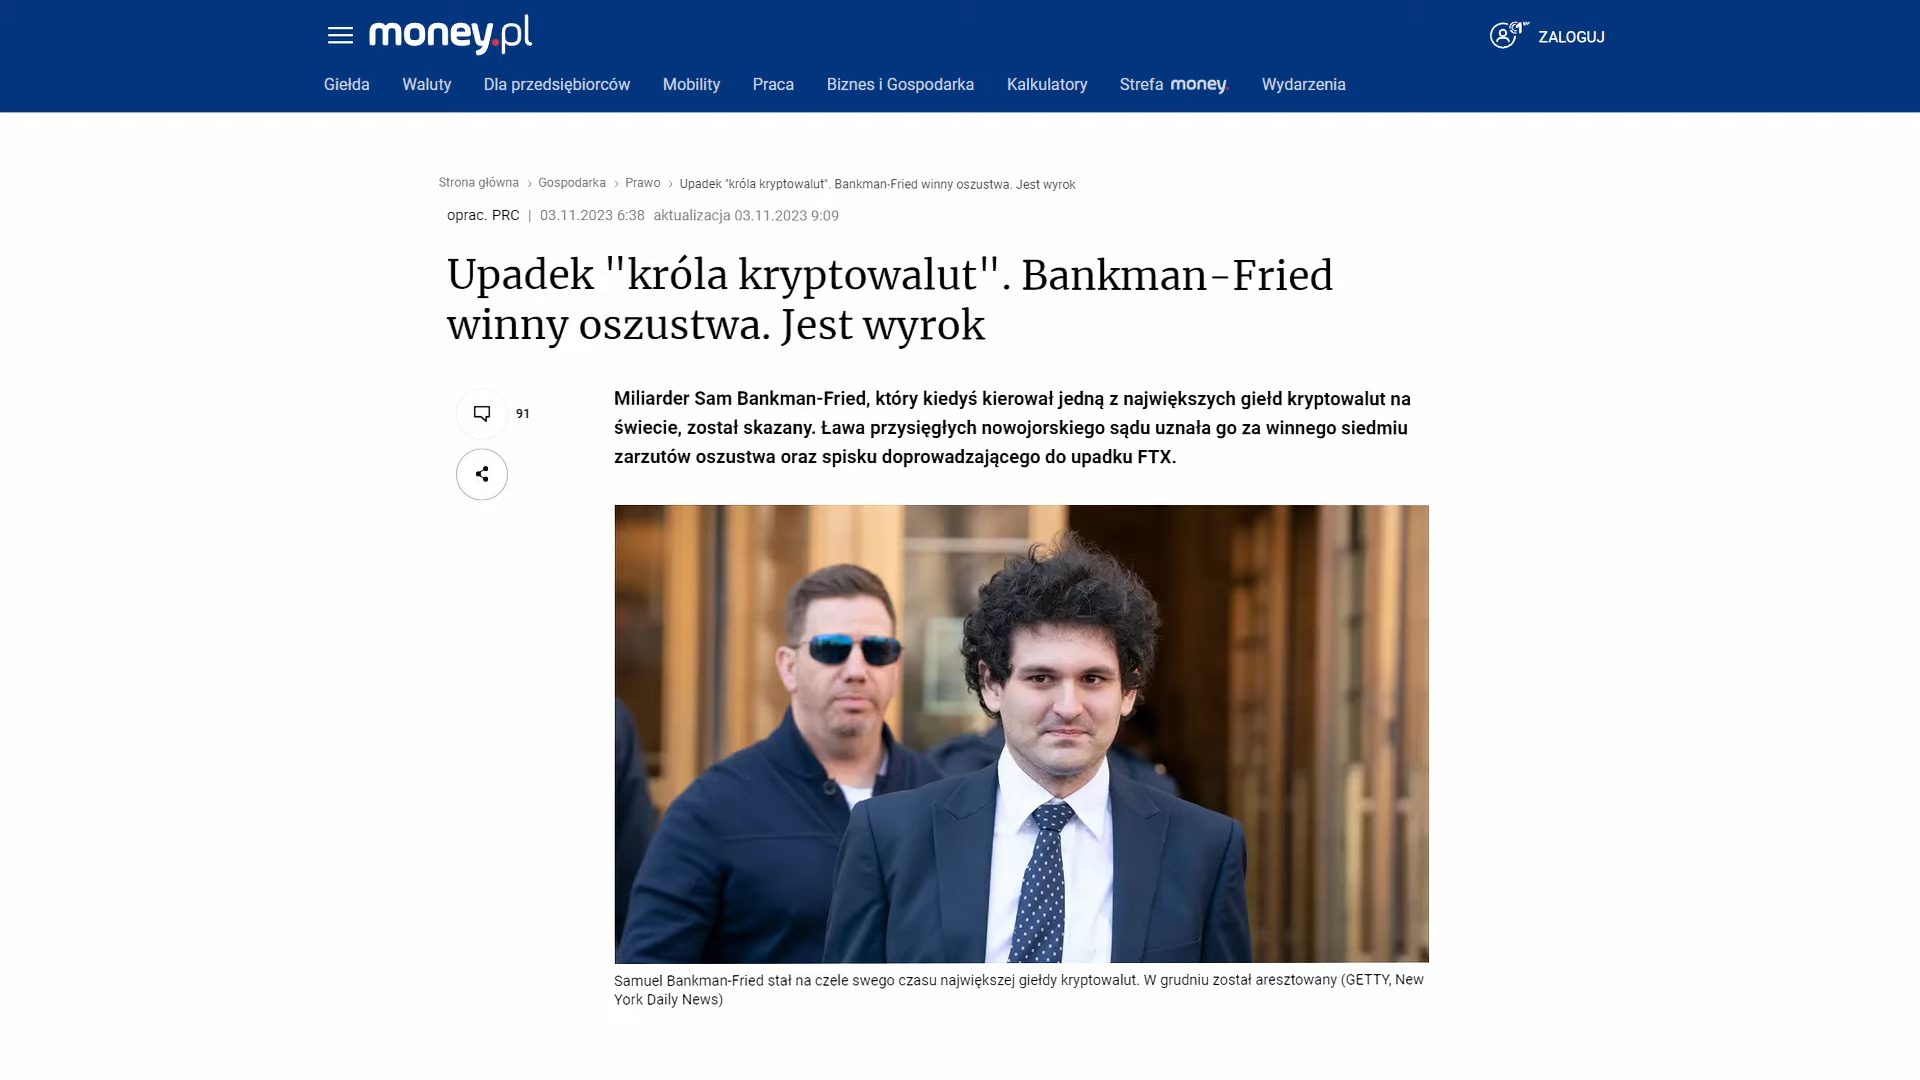 money.pl
ZALOGUJ
Giełda Waluty Dla przedsiębiorców Mobility Praca Biznes i Gospodarka Kalkulatory Strefa money. Wydarzenia
Strona główna › Gospodarka › Prawo › Upadek "króla kryptowalut". Bankman-Fried winny oszustwa. Jest wyrok
oprac. PRC | 03.11.2023 6:38 aktualizacja 03.11.2023 9:09
Upadek "króla kryptowalut". Bankman-Fried
winny oszustwa. Jest wyrok
91
Miliarder Sam Bankman-Fried, który kiedyś kierował jedną z największych giełd kryptowalut na
świecie, został skazany. Ława przysięgłych nowojorskiego sądu uznała go za winnego siedmiu
zarzutów oszustwa oraz spisku doprowadzającego do upadku FTX.
Samuel Bankman-Fried stał na czele swego czasu największej giełdy kryptowalut. W grudniu został aresztowany (GETTY, New
York Daily News)